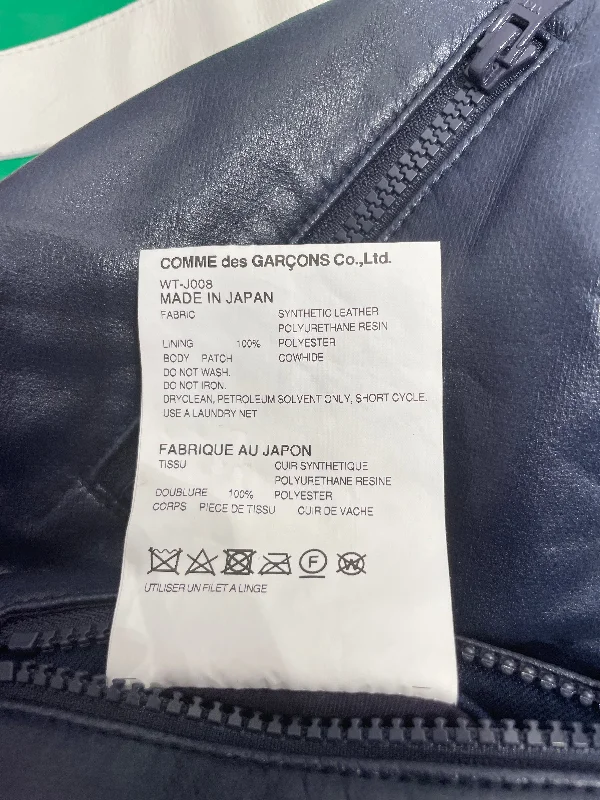 COMME des GARÇONS Co.,Ltd.
WT-J008
MADE IN JAPAN
FABRIC SYNTHETIC LEATHER
POLYURETHANE RESIN
LINING 100% POLYESTER
BODY PATCH COWHIDE
DO NOT WASH.
DO NOT IRON.
DRYCLEAN, PETROLEUM SOLVENT ONLY, SHORT CYCLE.
USE A LAUNDRY NET
FABRIQUE AU JAPON
TISSU CUIR SYNTHETIQUE
POLYURETHANE RESINE
DOUBLURE 100% POLYESTER
CORPS PIECE DE TISSU CUIR DE VACHE
F W
UTILISER UN FILET A LINGE